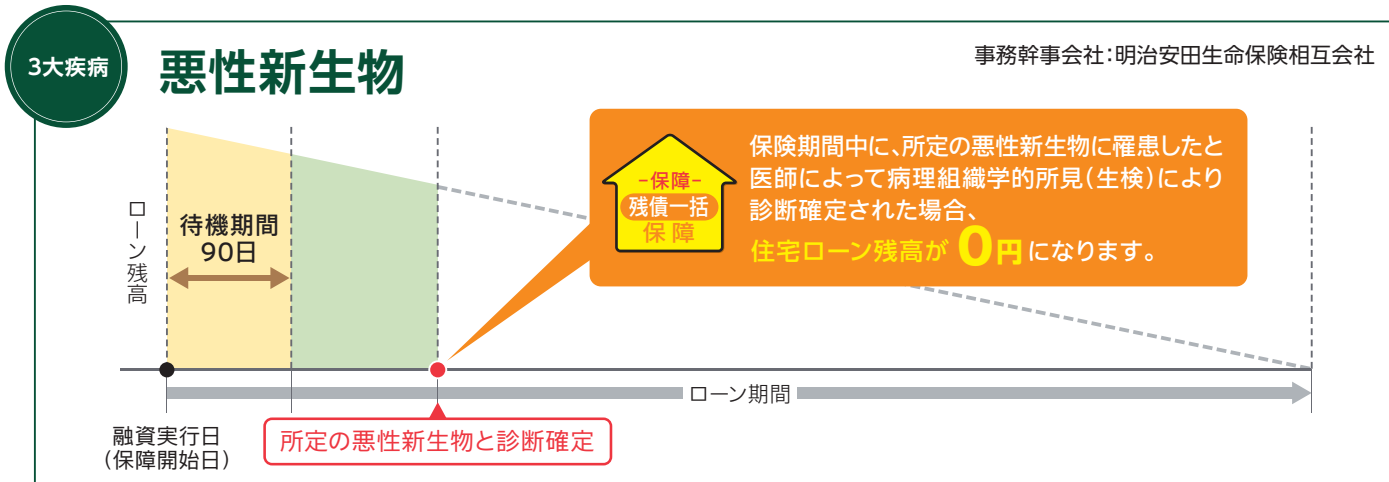 3大疾病
悪性新生物
事務幹事会社:明治安田生命保険相互会社
-保障-
残債一括
保障
保険期間中に、所定の悪性新生物に罹患したと
医師によって病理組織学的所見(生検)により
診断確定された場合、
住宅ローン残高が0円になります。
ローン残高
待機期間
90日
ローン期間
融資実行日
(保障開始日)
所定の悪性新生物と診断確定